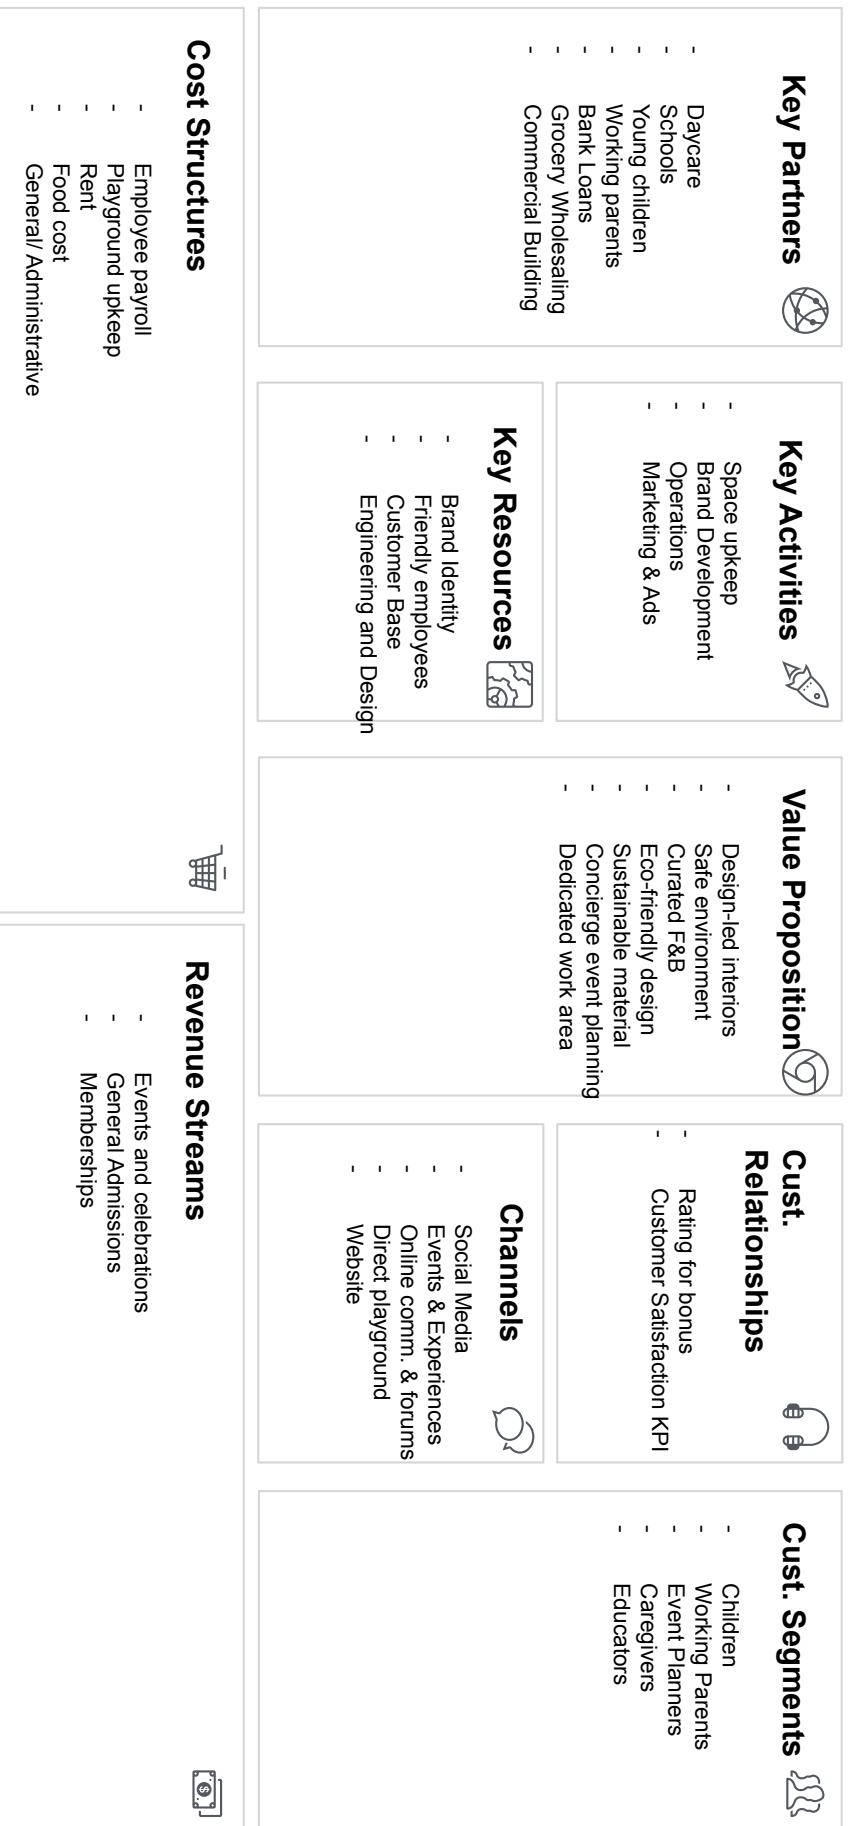 Key Partners
- Daycare
- Schools
- Young children
- Working parents
- Bank Loans
- Grocery Wholesaling
- Commercial Building
Key Activities
- Space upkeep
- Brand Development
- Operations
- Marketing & Ads
Key Resources
- Brand Identity
- Friendly employees
- Customer Base
- Engineering and Design
Value Proposition
- Design-led interiors
- Safe environment
- Curated F&B
- Eco-friendly design
- Sustainable material
- Concierge event planning
- Dedicated work area
Cust.
Relationships
- Rating for bonus
- Customer Satisfaction KPI
Channels
- Social Media
- Events & Experiences
- Online comm. & forums
- Direct playground
- Website
Cust. Segments
- Children
- Working Parents
- Event Planners
- Caregivers
- Educators
Cost Structures
- Employee payroll
- Playground upkeep
- Rent
- Food cost
- General/ Administrative
Revenue Streams
- Events and celebrations
- General Admissions
- Memberships